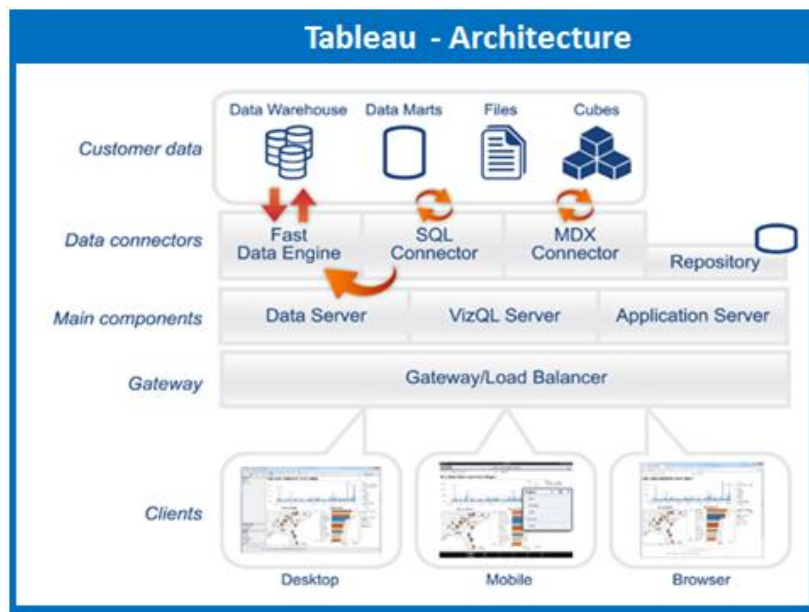 Tableau - Architecture
Data Warehouse Data Marts Files Cubes
Customer data
Data connectors
Fast
Data Engine
SQL
Connector
MDX
Connector
Repository
Main components
Data Server VizQL Server Application Server
Gateway
Gateway/Load Balancer
Clients
Desktop Mobile Browser